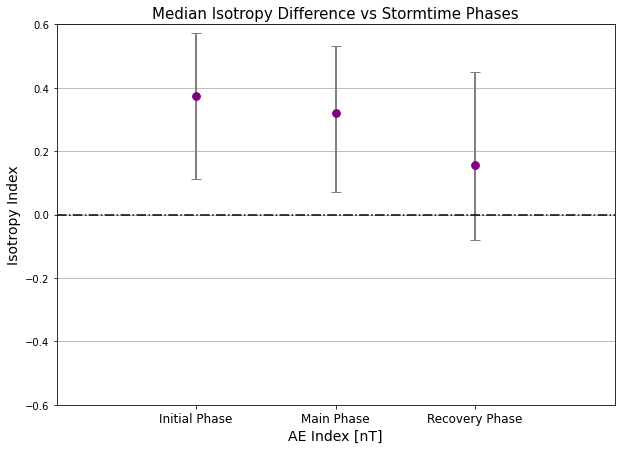 Median Isotropy Difference vs Stormtime Phases
Isotropy Index
0.6
0.4
0.2
0.0
−0.2
−0.4
−0.6
Initial Phase Main Phase Recovery Phase
AE Index [nT]